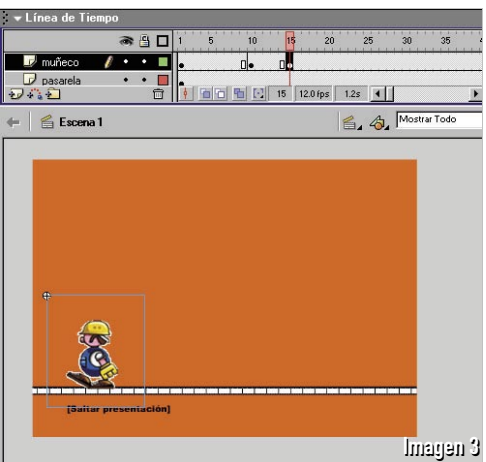 Línea de Tiempo
1 5 10 15 20 25 30 35
muñeco
pasarela
15 12.0 fps 1.2s
Escena 1 Mostrar Todo
[Saltar presentación]
Imagen 3